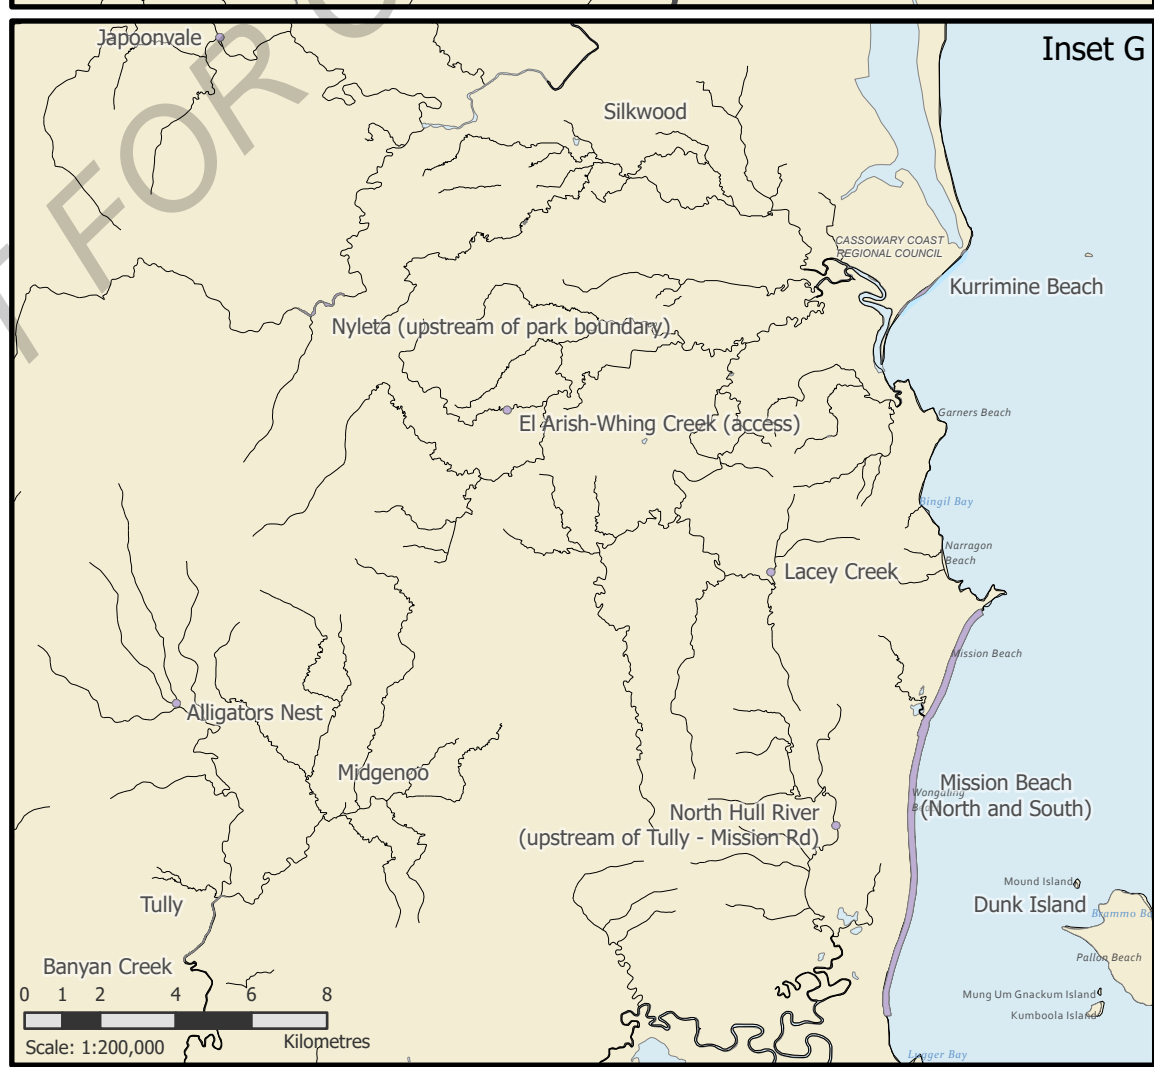 Japoonvale
Inset G
T FOR C
Silkwood
CASSOWARY COAST
REGIONAL COUNCIL
Kurrimine Beach
Nyleta (upstream of park boundary)
El Arish-Whing Creek (access)
Garners Beach
Bingil Bay
Narragon
Beach
Lacey Creek
Mission Beach
Alligators Nest
Midgenoo
Mission Beach
(North and South)
Wongaling
North Hull River
(upstream of Tully - Mission Rd)
Mound Island
Dunk Island
Tully
Brammo
Pallon Beach
Banyan Creek
Mung Um Gnackum Island
Kumboola Island
0 1 2 4 6 8
Kilometres
Scale: 1:200,000
Lugger Bay